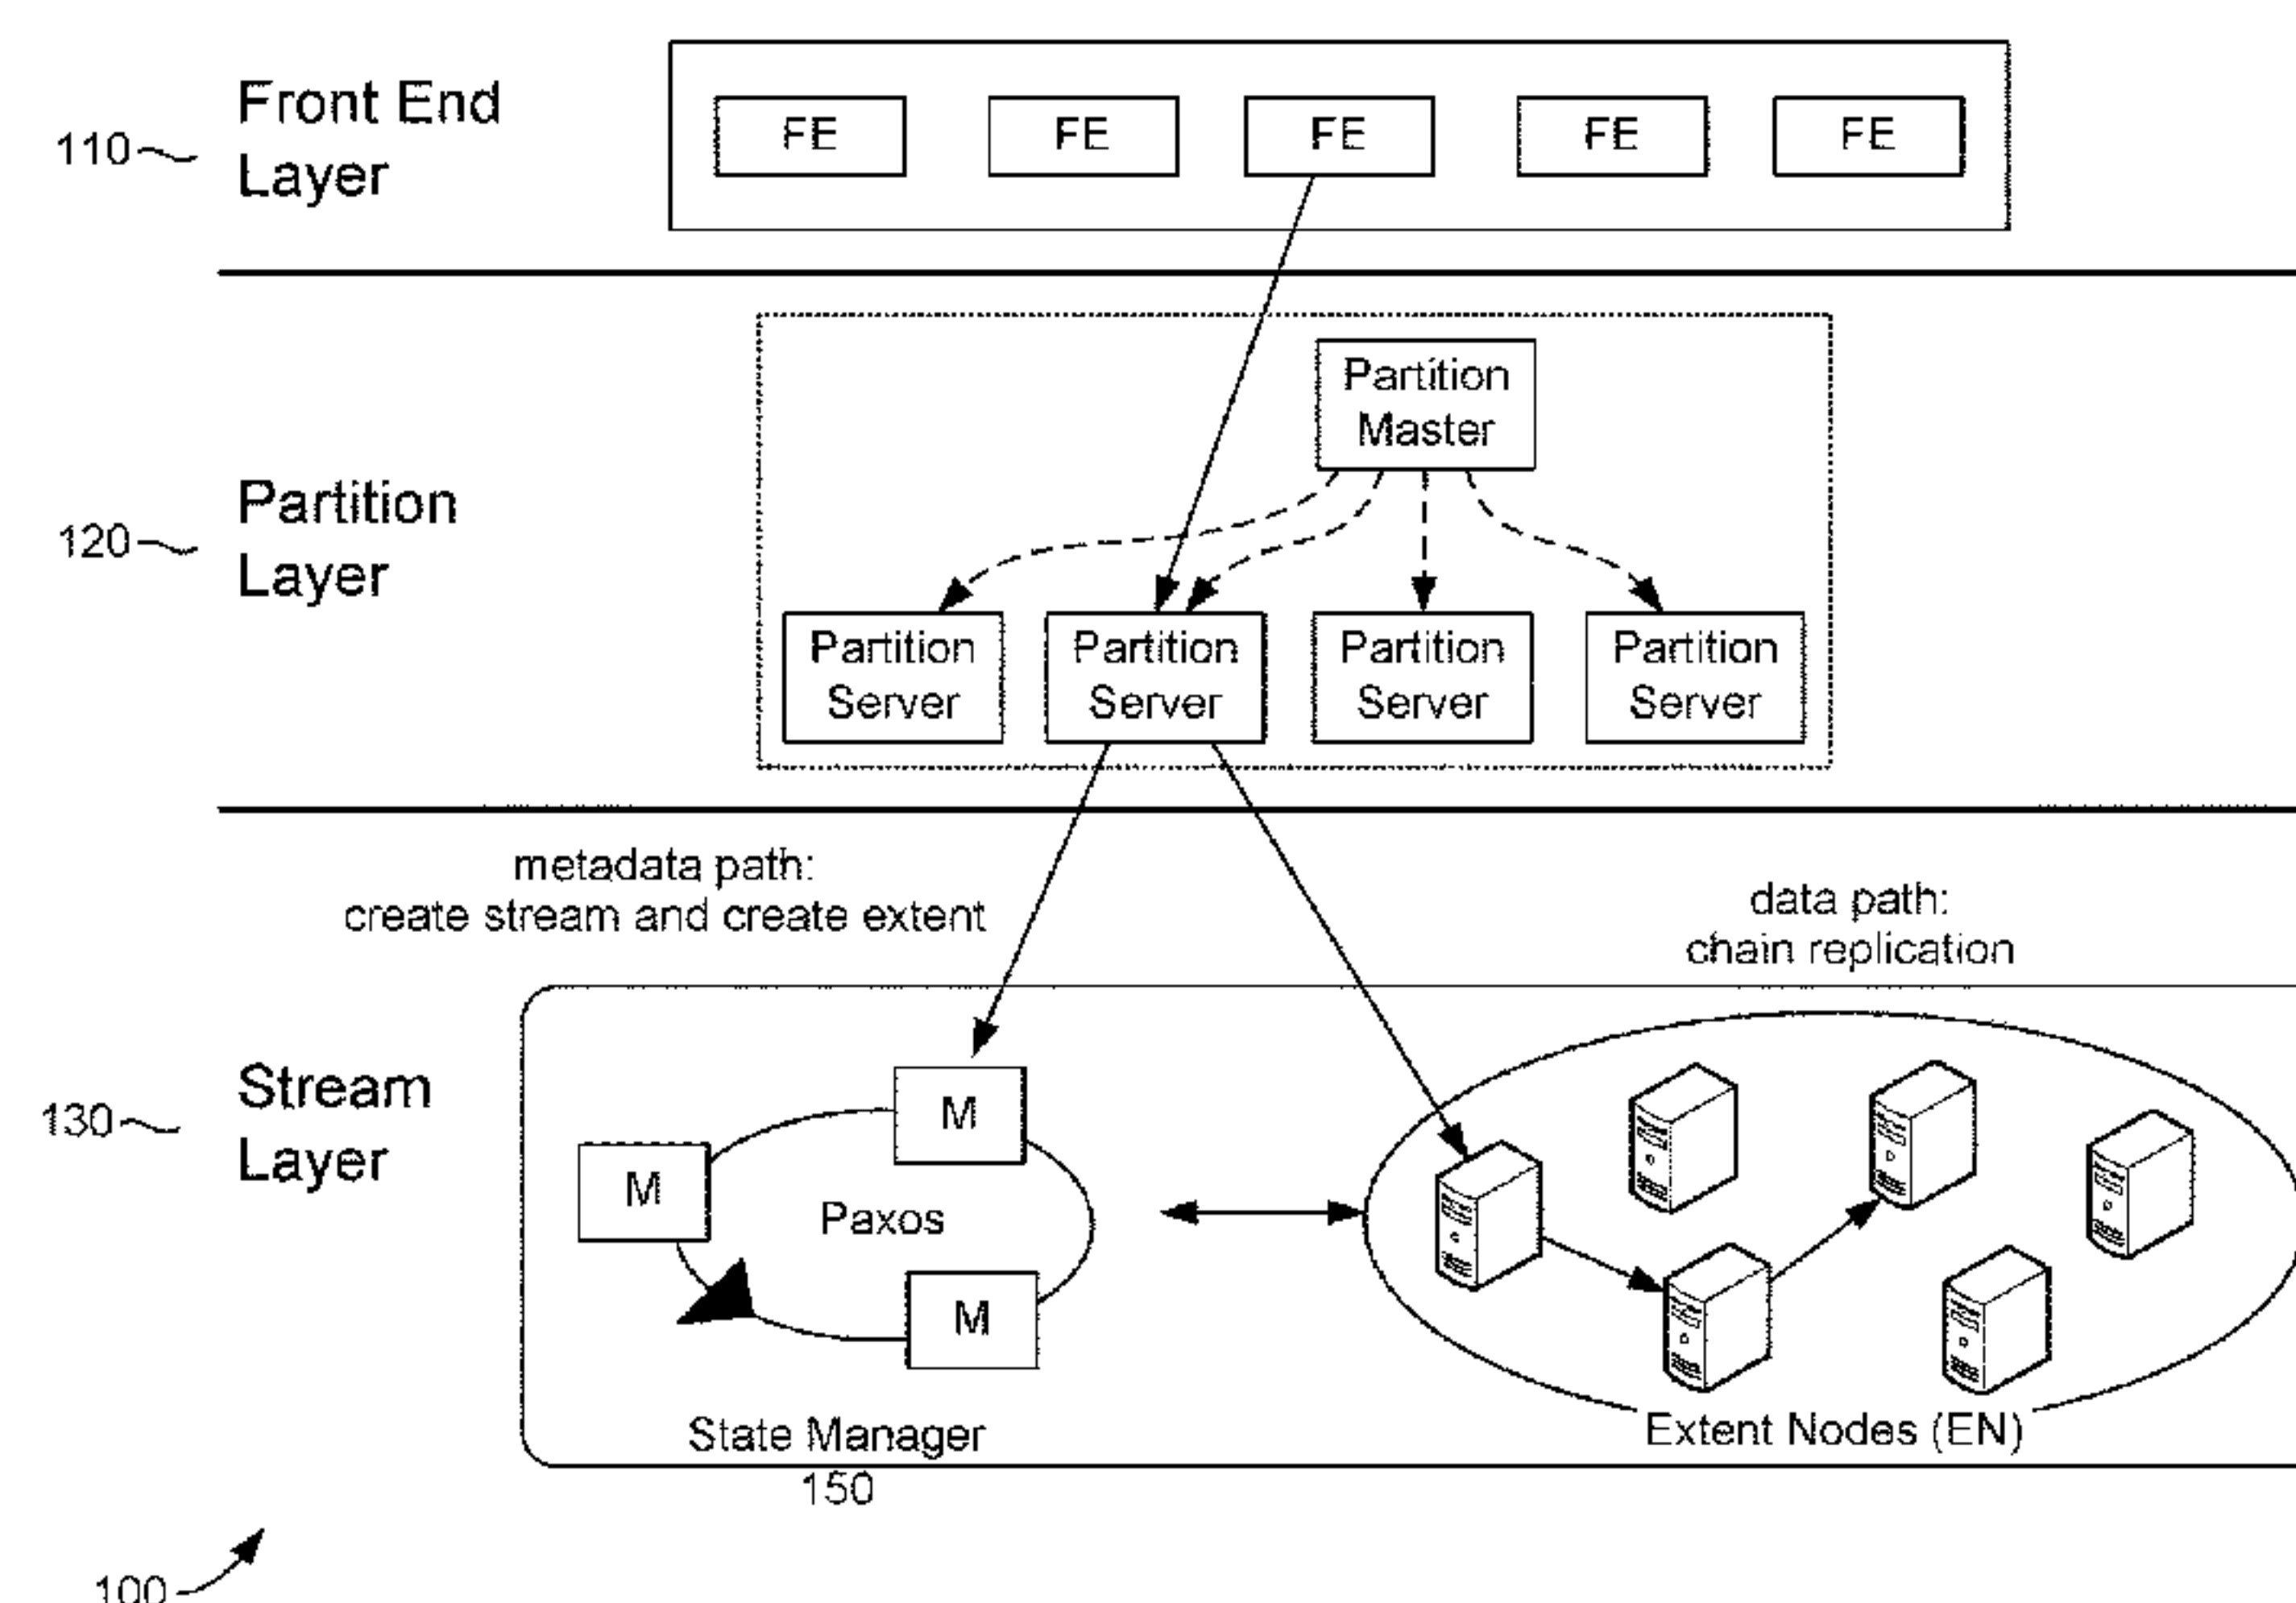 Front End
Layer
110
FE
FE
FE
FE
FE
Partition
Master
Partition
Layer
120
Partition
Server
Partition
Server
Partition
Server
Partition
Server
metadata path:
create stream and create extent
data path:
chain replication
Stream
Layer
130
M
M
Paxos
M
State Manager
150
Extent Nodes (EN)
100